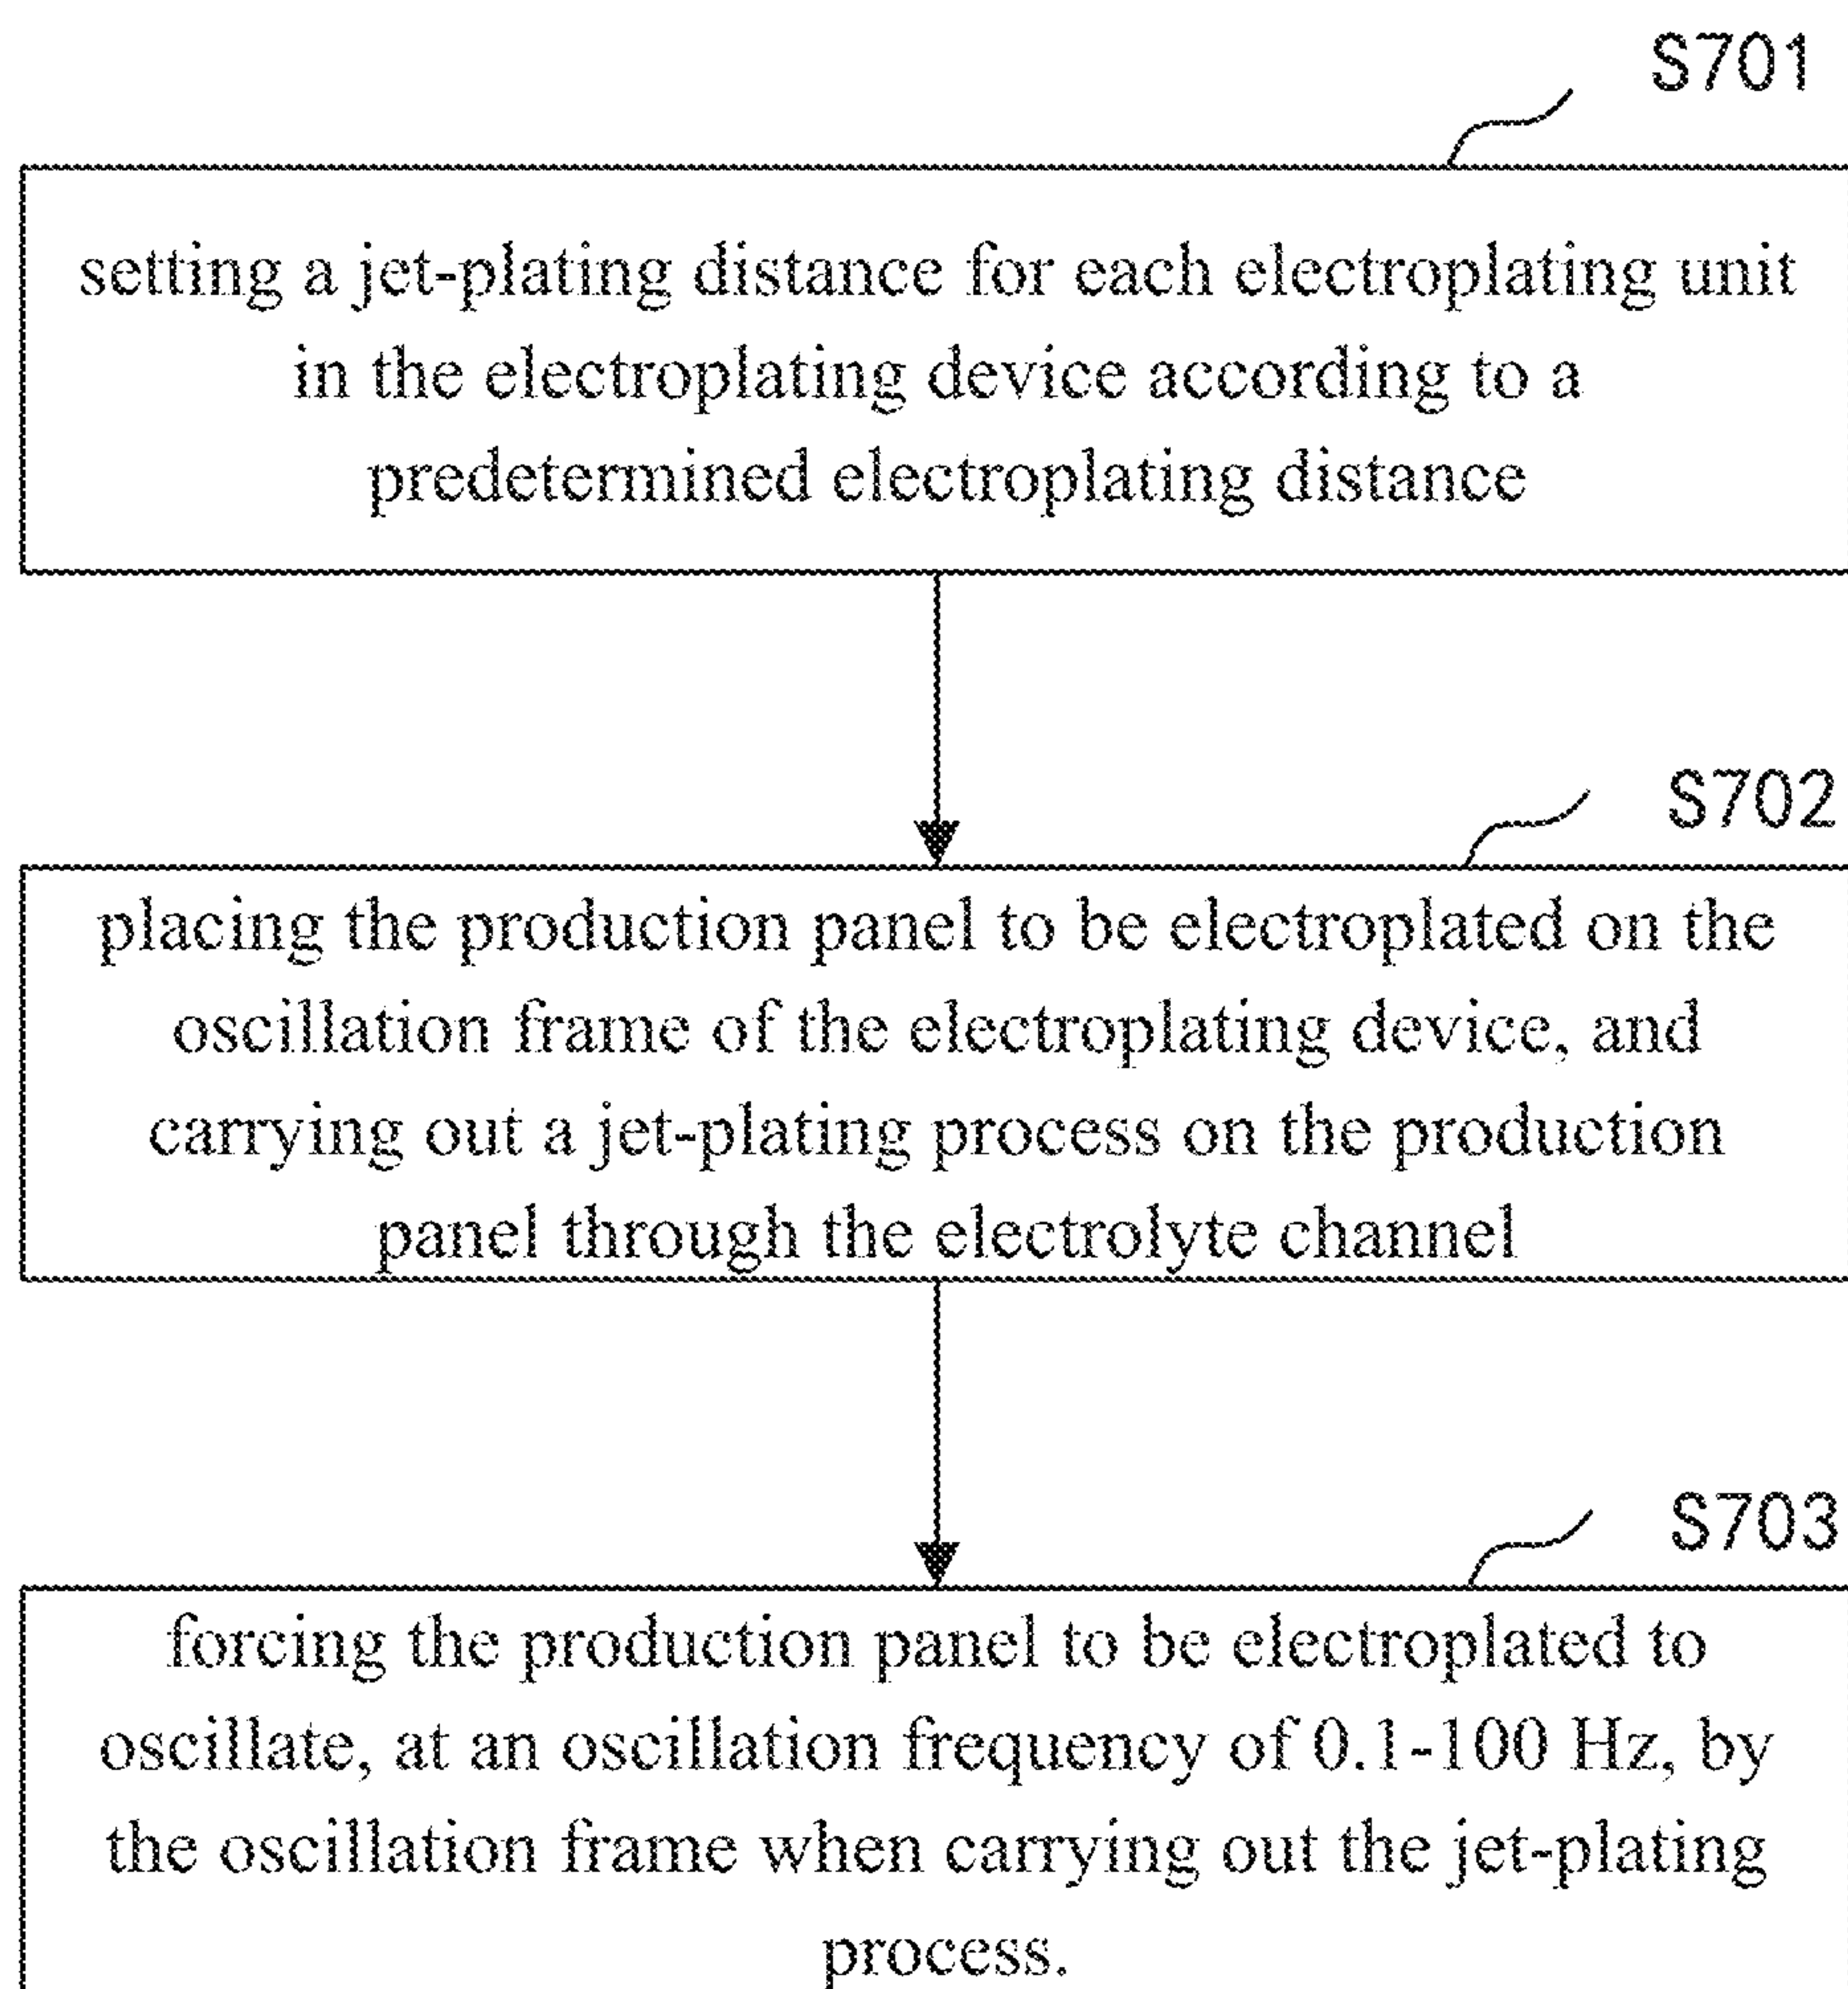 S701
setting a jet-plating distance for each electroplating unit
in the electroplating device according to a
predetermined electroplating distance
S702
placing the production panel to be electroplated on the
oscillation frame of the electroplating device, and
carrying out a jet-plating process on the production
panel through the electrolyte channel
S703
forcing the production panel to be electroplated to
oscillate, at an oscillation frequency of 0.1-100 Hz, by
the oscillation frame when carrying out the jet-plating
process.